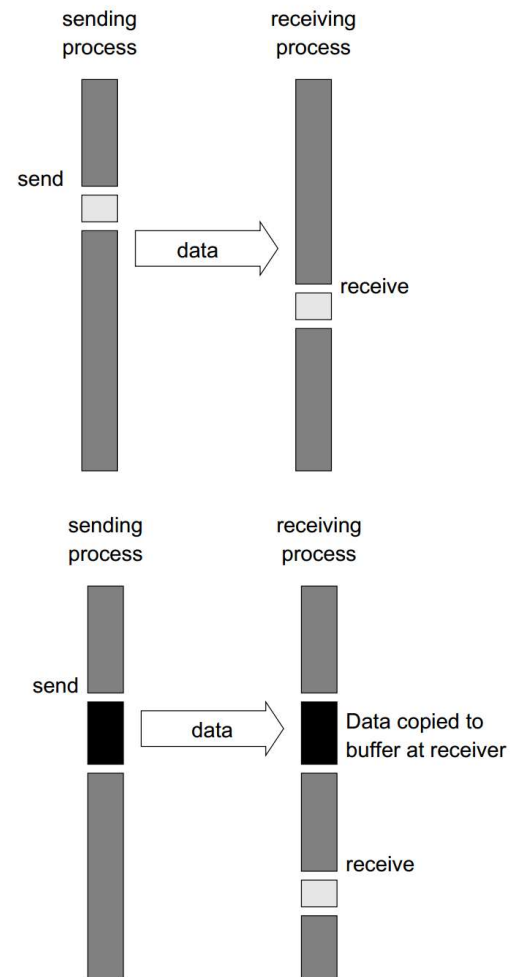 sending
process
receiving
process
send
data
receive
sending
process
receiving
process
send
data
Data copied to
buffer at receiver
receive